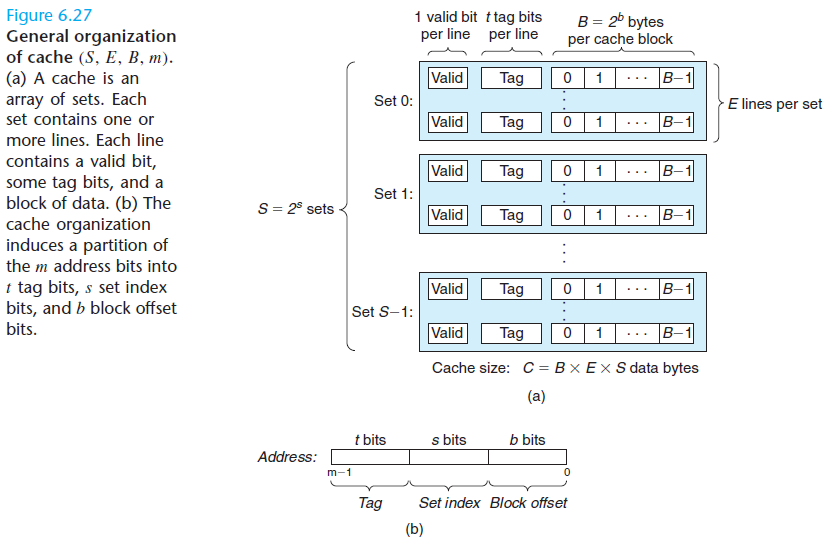 Figure 6.27
General organization
of cache (S, E, B, m).
(a) A cache is an
array of sets. Each
set contains one or
more lines. Each line
contains a valid bit,
some tag bits, and a
block of data. (b) The
cache organization
induces a partition of
the m address bits into
t tag bits, s set index
bits, and b block offset
bits.
1 valid bit t tag bits B = 2ᵇ bytes
per line per line per cache block
Valid Tag 0 1 · · · B–1
Set 0:
Valid Tag 0 1 · · · B–1
E lines per set
Valid Tag 0 1 · · · B–1
Set 1:
Valid Tag 0 1 · · · B–1
S = 2ˢ sets
Valid Tag 0 1 · · · B–1
Set S–1:
Valid Tag 0 1 · · · B–1
Cache size: C = B × E × S data bytes
(a)
t bits s bits b bits
Address:
m–1 0
Tag Set index Block offset
(b)